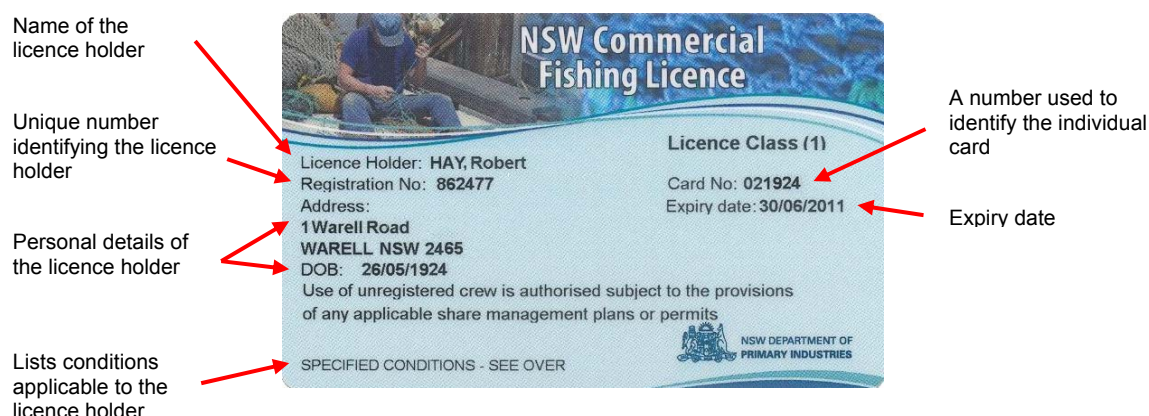 Name of the
licence holder
Unique number
identifying the licence
holder
Personal details of
the licence holder
Lists conditions
applicable to the
licence holder
NSW Commercial
Fishing Licence
Licence Class (1)
Licence Holder: HAY, Robert
Registration No: 862477
Card No: 021924
Address:
Expiry date: 30/06/2011
1 Warell Road
WARELL NSW 2465
DOB: 26/05/1924
Use of unregistered crew is authorised subject to the provisions
of any applicable share management plans or permits
NSW DEPARTMENT OF
PRIMARY INDUSTRIES
SPECIFIED CONDITIONS - SEE OVER
A number used to
identify the individual
card
Expiry date